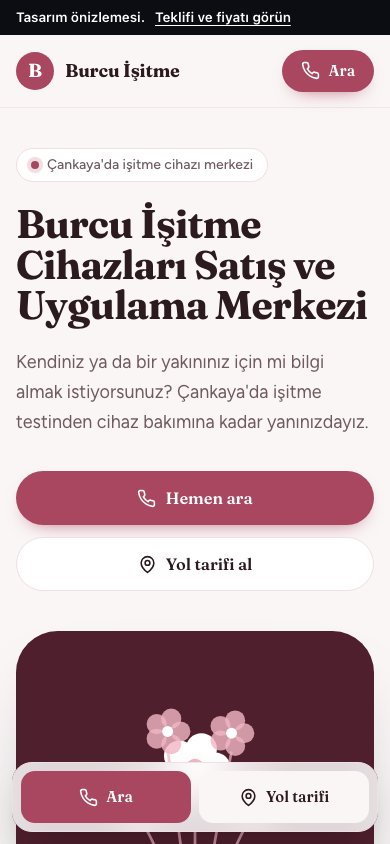 Tasarım önizlemesi. Teklifi ve fiyatı görün
B Burcu İşitme Ara
Çankaya'da işitme cihazı merkezi
Burcu İşitme
Cihazları Satış ve
Uygulama Merkezi
Kendiniz ya da bir yakınınız için mi bilgi
almak istiyorsunuz? Çankaya'da işitme
testinden cihaz bakımına kadar yanınızdayız.
Hemen ara
Yol tarifi al
Ara Yol tarifi